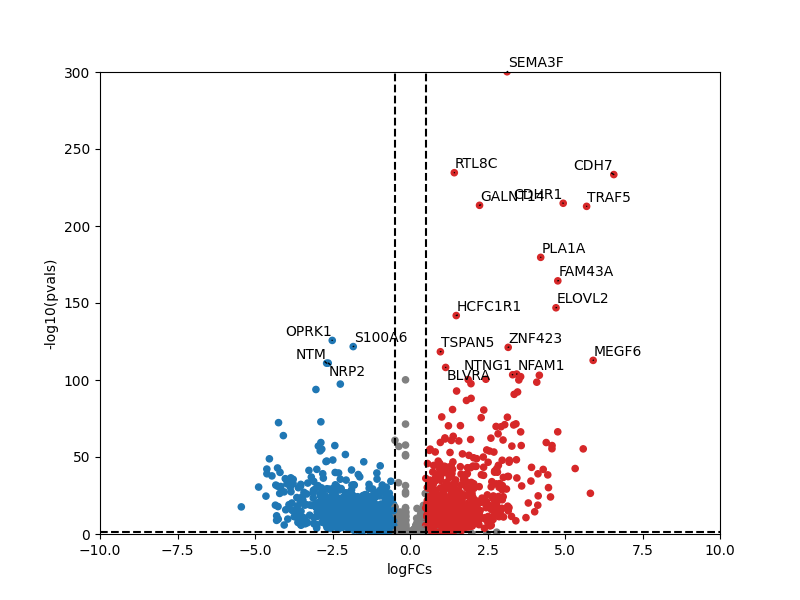 SEMA3F
300
RTL8C
CDH7
250
GALNT14
CDHR1
TRAF5
200
PLA1A
FAM43A
ELOVL2
150
HCFC1R1
OPRK1
S100A6
TSPAN5
ZNF423
NTM
MEGF6
NRP2
BLVRA
NTNG1
NFAM1
100
50
0
-log10(pvals)
−10.0 −7.5 −5.0 −2.5 0.0 2.5 5.0 7.5 10.0
logFCs